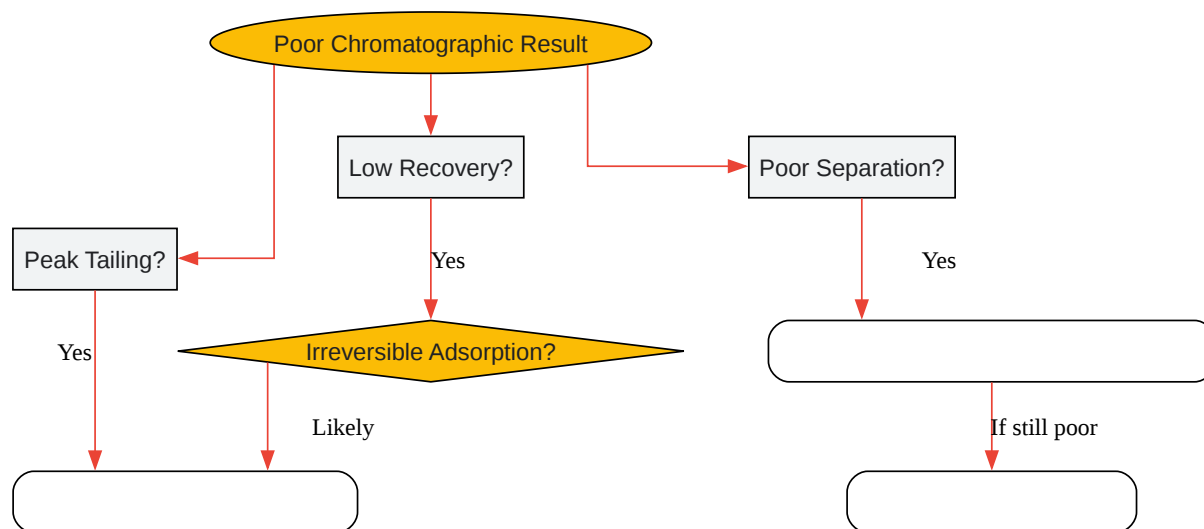 Poor Chromatographic Result
Low Recovery?
Poor Separation?
Peak Tailing?
Yes
Yes
Yes
Irreversible Adsorption?
Likely
If still poor